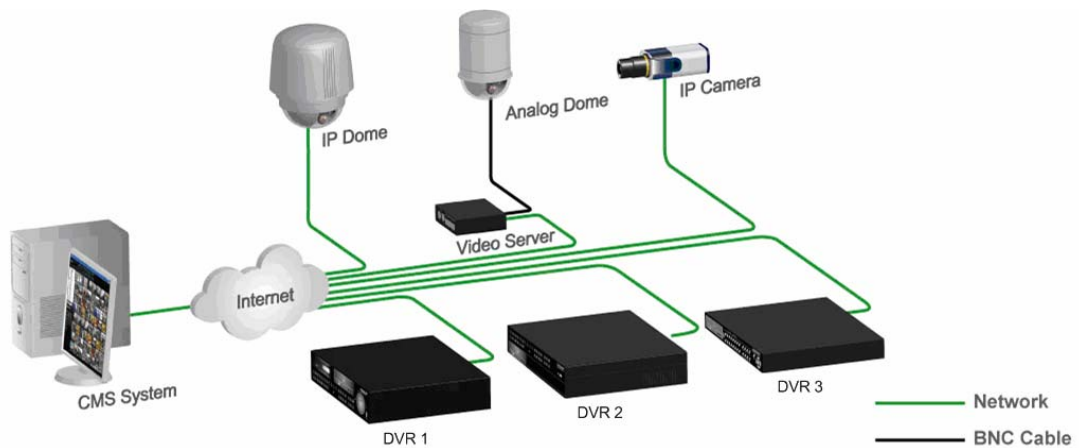 IP Dome
Analog Dome
IP Camera
Video Server
Internet
CMS System
DVR 1
DVR 2
DVR 3
Network
BNC Cable